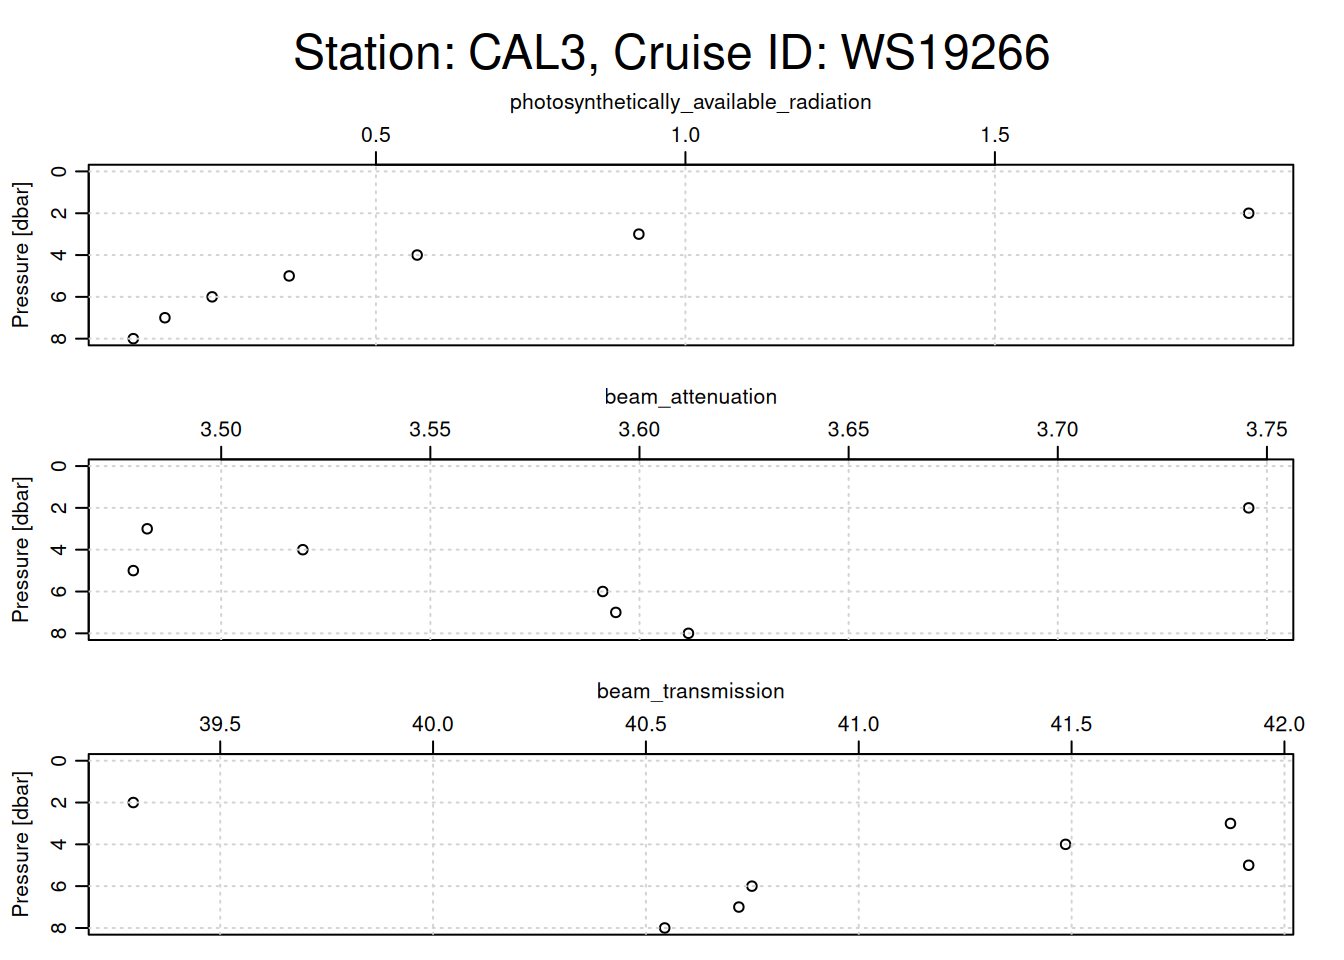 Station: CAL3, Cruise ID: WS19266
photosynthetically_available_radiation
0.5 1.0 1.5
Pressure [dbar]
0
2
4
6
8
beam_attenuation
3.50 3.55 3.60 3.65 3.70 3.75
Pressure [dbar]
0
2
4
6
8
beam_transmission
39.5 40.0 40.5 41.0 41.5 42.0
Pressure [dbar]
0
2
4
6
8